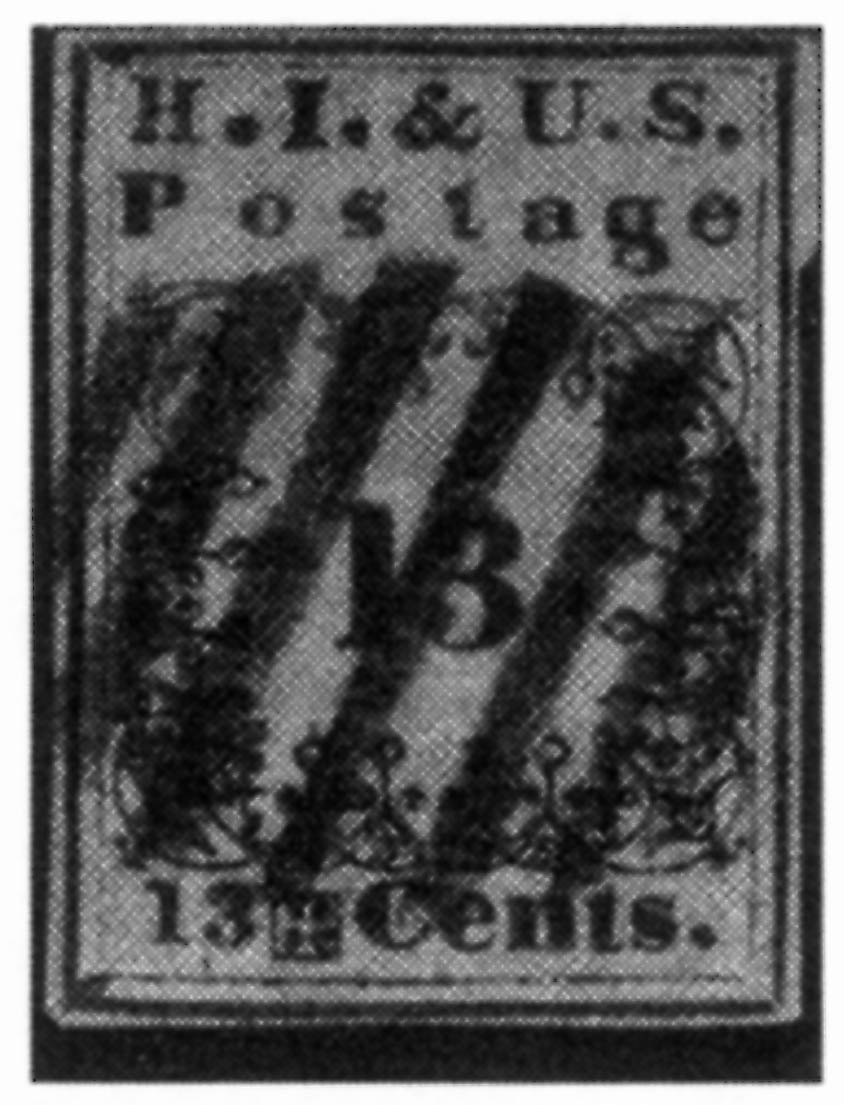 H.I.& U.S.
Postage
13
13 Cents.